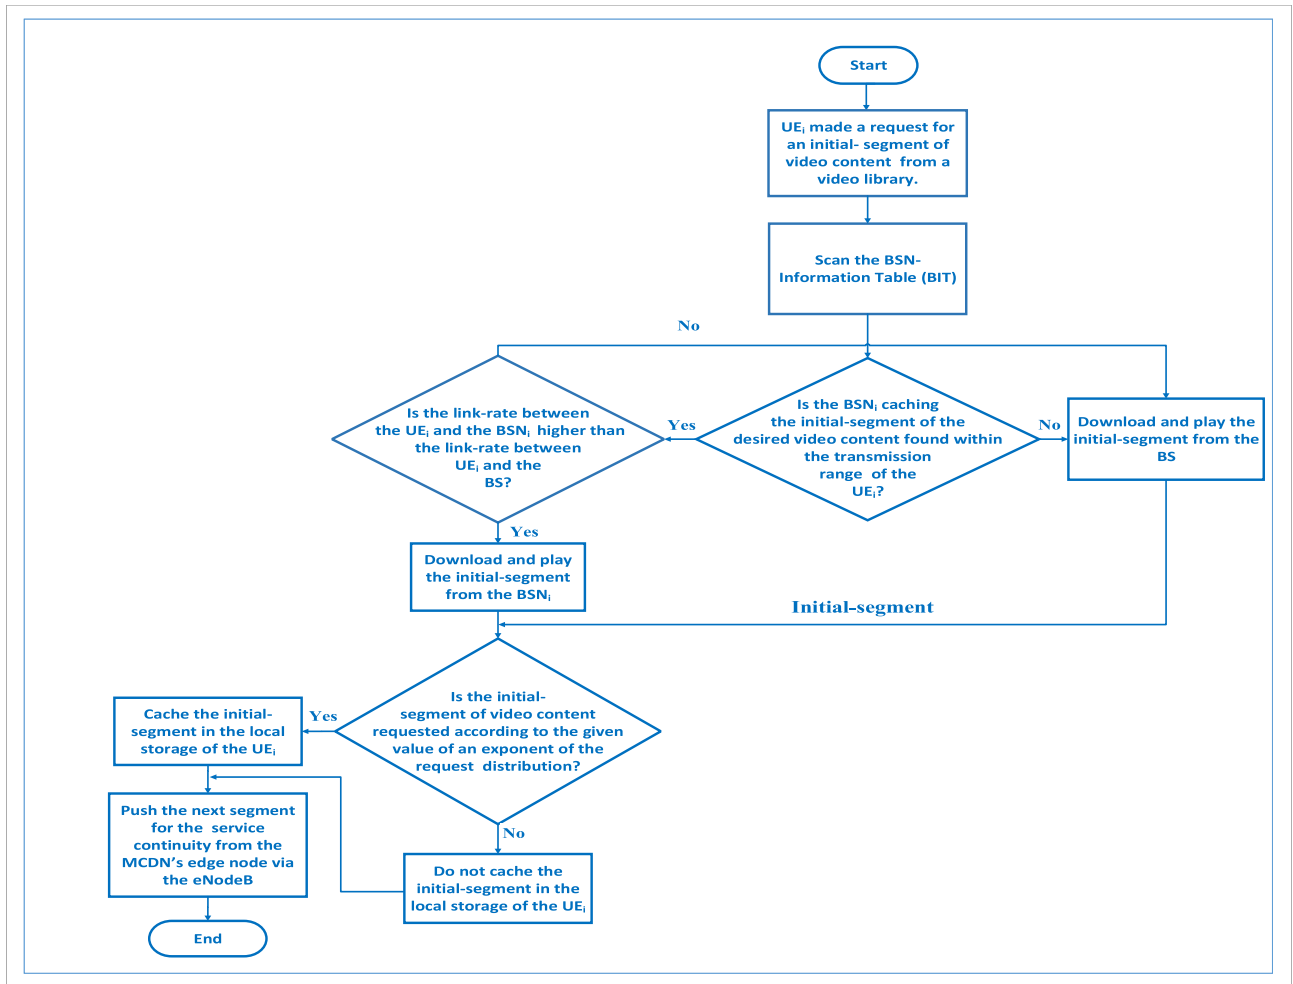 Start
UEi made a request for
an initial- segment of
video content from a
video library.
Scan the BSN-
Information Table (BIT)
No
Is the link-rate between
the UEi and the BSNi higher than
the link-rate between
UEi and the
BS?
Yes
Is the BSNi caching
the initial-segment of the
desired video content found within
the transmission
range of the
UEi?
No
Download and play the
initial-segment from the
BS
Yes
Download and play
the initial-segment
from the BSNi
Initial-segment
Is the initial-
segment of video content
requested according to the given
value of an exponent of the
request distribution?
Yes
Cache the initial-
segment in the local
storage of the UEi
Push the next segment
for the service
continuity from the
MCDN's edge node via
the eNodeB
No
Do not cache the
initial-segment in the
local storage of the UEi
End